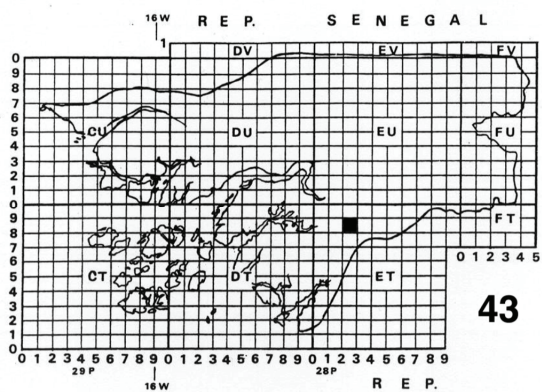 16W R E P. S E N E G A L
1 DV EV FV
0
9
8
7
6
5 CU DU EU FU
4
3
2
1
0
9 FT
8
7 0 1 2 3 4 5
6
5 CT DT ET
4
3 43
2
1
0
0 1 2 3 4 5 6 7 8 9 0 1 2 3 4 5 6 7 8 9 0 1 2 3 4 5 6 7 8 9
29P 28P
16W R E P.